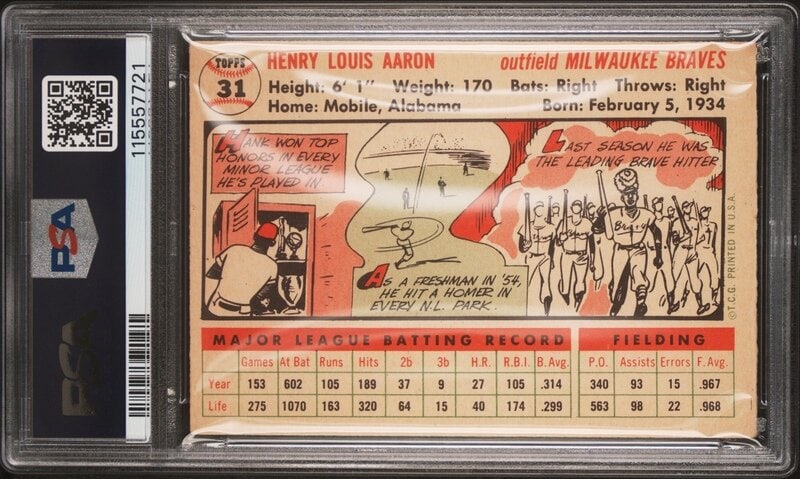 115557721
PSA
PSA
TOPPS
31
HENRY LOUIS AARON outfield MILWAUKEE BRAVES
Height: 6' 1" Weight: 170 Bats: Right Throws: Right
Home: Mobile, Alabama Born: February 5, 1934
HANK WON TOP
HONORS IN EVERY
MINOR LEAGUE
HE'S PLAYED IN.
AS A FRESHMAN IN '54,
HE HIT A HOMER IN
EVERY N.L. PARK.
LAST SEASON HE WAS
THE LEADING BRAVE HITTER
Braves
©T.C.G. PRINTED IN U.S.A.
MAJOR LEAGUE BATTING RECORD FIELDING
Games At Bat Runs Hits 2b 3b H.R. R.B.I. B.Avg. P.O. Assists Errors F. Avg.
Year 153 602 105 189 37 9 27 105 .314 340 93 15 .967
Life 275 1070 163 320 64 15 40 174 .299 563 98 22 .968